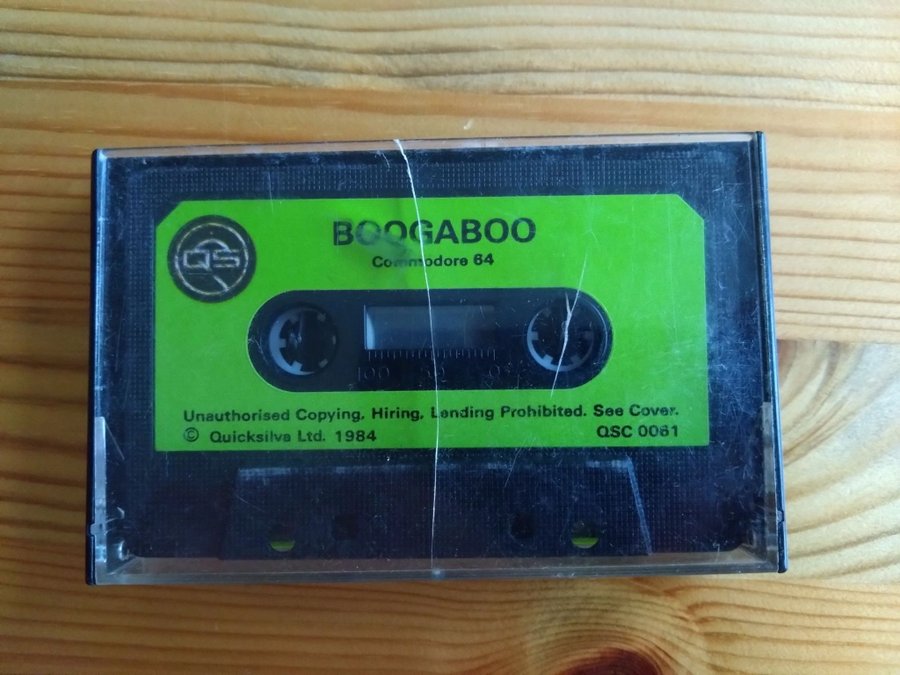 BOOGABOO
QS
Commodore 64
100 50 0
Unauthorised Copying, Hiring, Lending Prohibited. See Cover.
© Quicksilva Ltd. 1984 QSC 0061